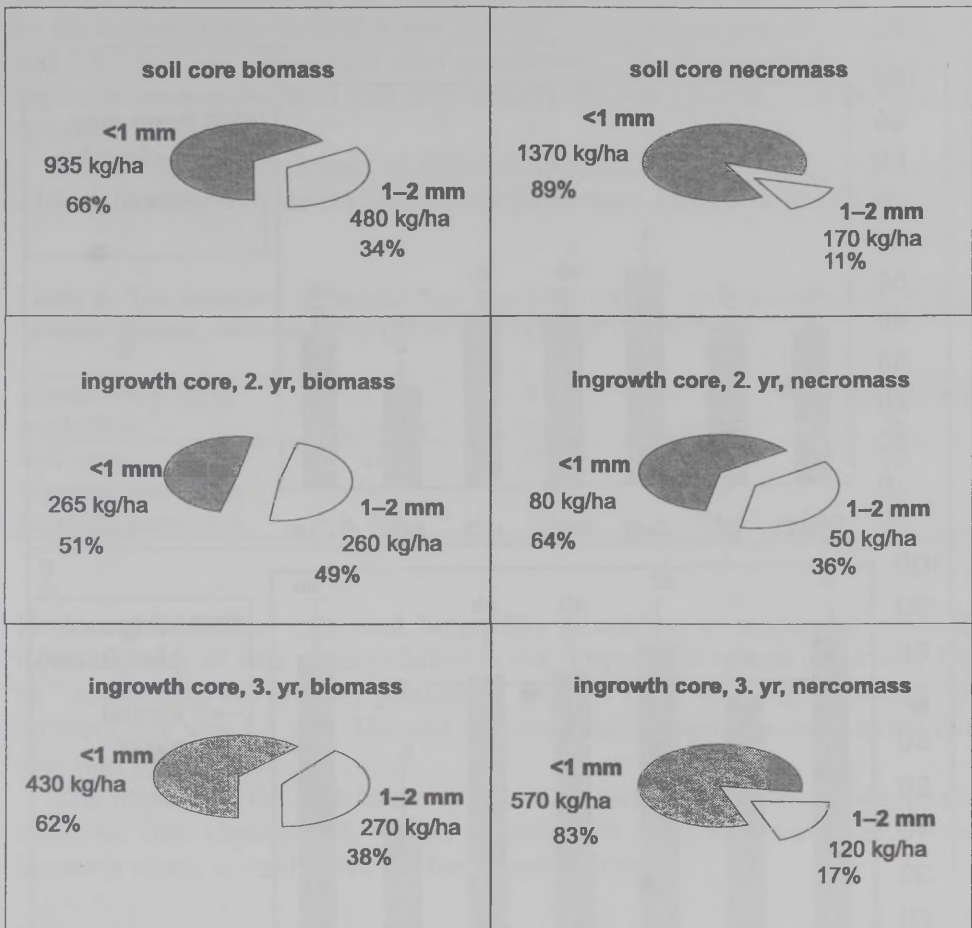 soil core biomass
<1 mm
935 kg/ha
66%
1–2 mm
480 kg/ha
34%
soil core necromass
<1 mm
1370 kg/ha
89%
1–2 mm
170 kg/ha
11%
ingrowth core, 2. yr, biomass
<1 mm
265 kg/ha
51%
1–2 mm
260 kg/ha
49%
ingrowth core, 2. yr, necromass
<1 mm
80 kg/ha
64%
1–2 mm
50 kg/ha
36%
ingrowth core, 3. yr, biomass
<1 mm
430 kg/ha
62%
1–2 mm
270 kg/ha
38%
ingrowth core, 3. yr, nercomass
<1 mm
570 kg/ha
83%
1–2 mm
120 kg/ha
17%